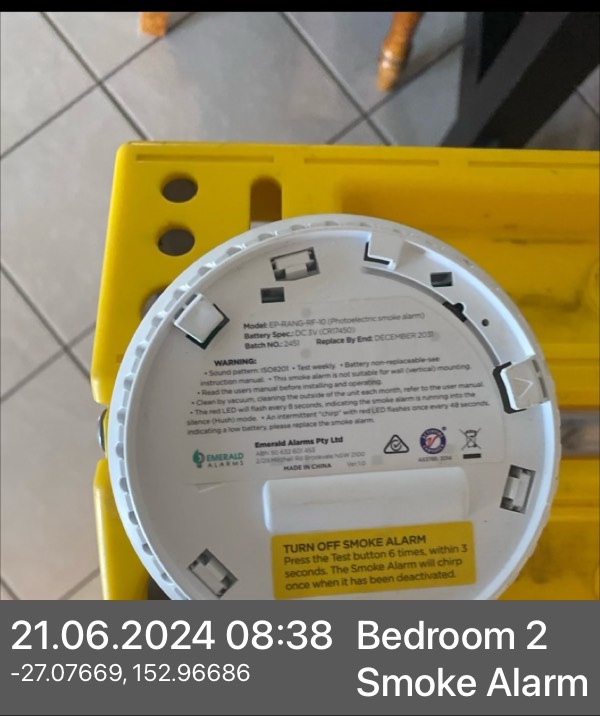 Model: EP-RANG-RF-10 (Photoelectric smoke alarm)
Battery Spec.: DC 3V (CR17450)
Batch NO.: 2451 Replace By End: DECEMBER 2031
WARNING:
• Sound pattern: ISO8201 • Test weekly. • Battery non-replaceable-see
instruction manual. • This smoke alarm is not suitable for wall (vertical) mounting.
• Read the users manual before installing and operating.
• Clean by vacuum, cleaning the outside of the unit each month, refer to the user manual.
• The red LED will flash every 8 seconds, indicating the smoke alarm is running into the
silence (Hush) mode. • An intermittent "chirp" with red LED flashes once every 48 seconds,
indicating a low battery, please replace the smoke alarm.
EMERALD
ALARMS
Emerald Alarms Pty Ltd
MADE IN CHINA Ver:1.0
TURN OFF SMOKE ALARM
Press the Test button 6 times, within 3
seconds. The Smoke Alarm will chirp
once when it has been deactivated.
21.06.2024 08:38
-27.07669, 152.96686
Bedroom 2
Smoke Alarm